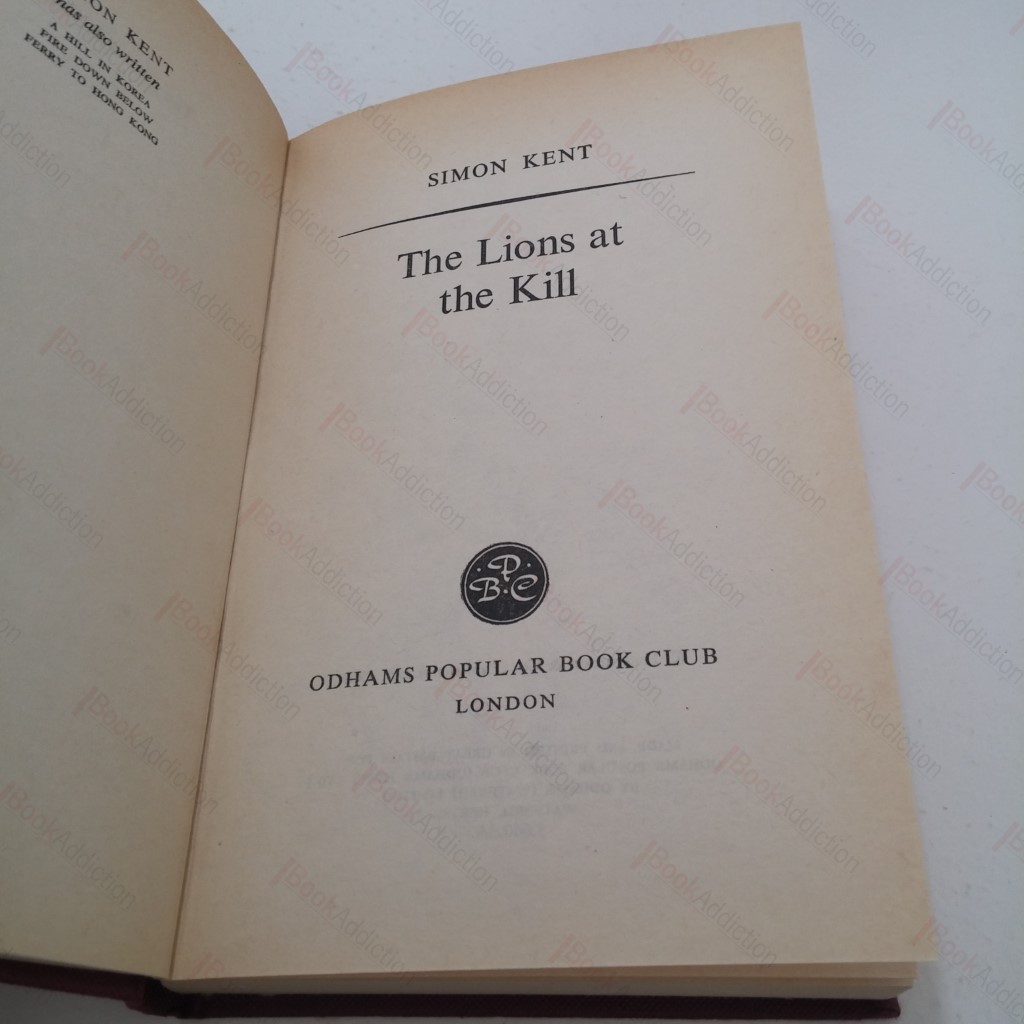 ON KENT
has also written
A HILL IN KOREA
FIRE DOWN BELOW
FERRY TO HONG KONG
SIMON KENT
The Lions at
the Kill
P
B C
ODHAMS POPULAR BOOK CLUB
LONDON
BookAddiction